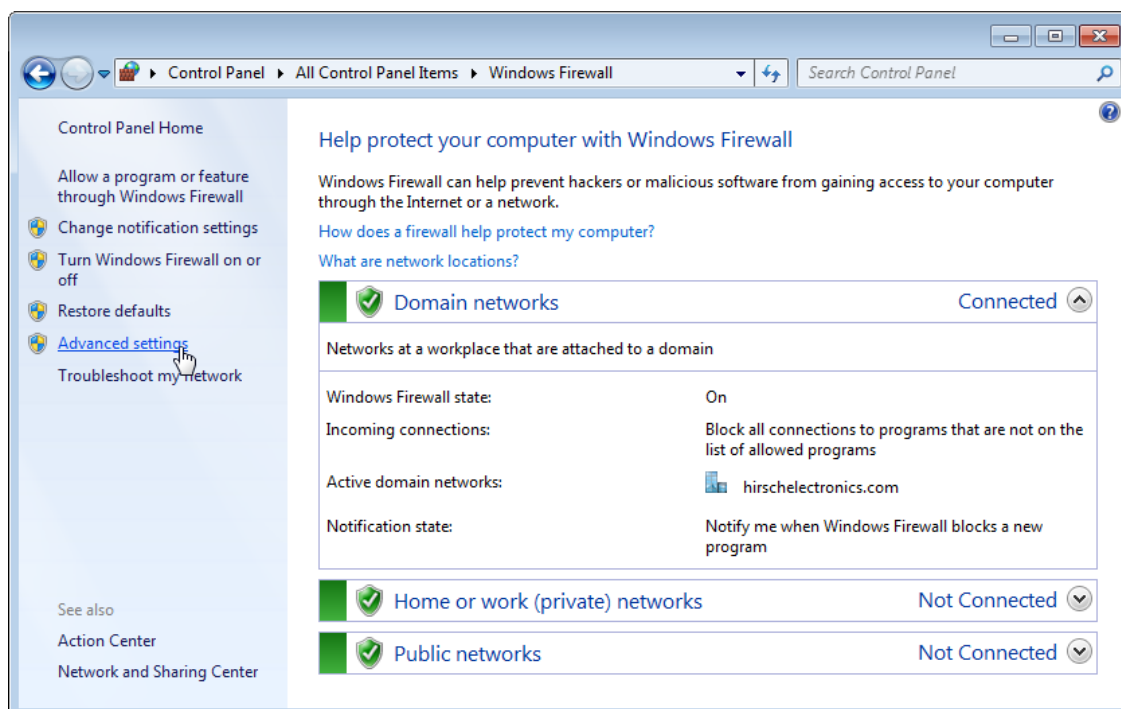 Control Panel
All Control Panel Items
Windows Firewall
Search Control Panel
Control Panel Home
Allow a program or feature
through Windows Firewall
Change notification settings
Turn Windows Firewall on or
off
Restore defaults
Advanced settings
Troubleshoot my network
See also
Action Center
Network and Sharing Center
Help protect your computer with Windows Firewall
Windows Firewall can help prevent hackers or malicious software from gaining access to your computer
through the Internet or a network.
How does a firewall help protect my computer?
What are network locations?
Domain networks Connected
Networks at a workplace that are attached to a domain
Windows Firewall state: On
Incoming connections: Block all connections to programs that are not on the
list of allowed programs
Active domain networks: hirschelectronics.com
Notification state: Notify me when Windows Firewall blocks a new
program
Home or work (private) networks Not Connected
Public networks Not Connected